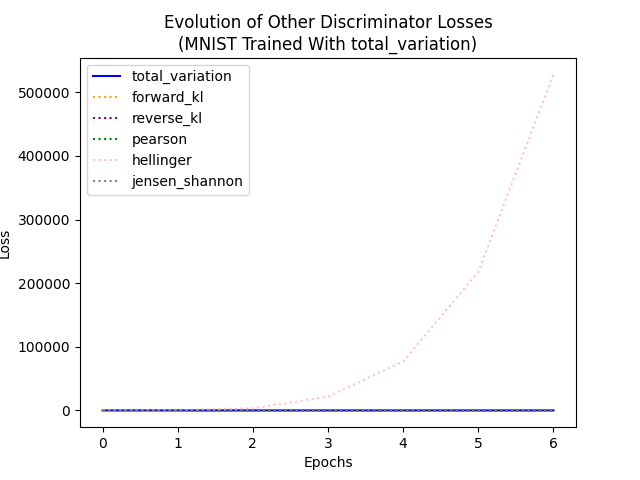 Evolution of Other Discriminator Losses
(MNIST Trained With total_variation)
total_variation
forward_kl
reverse_kl
pearson
hellinger
jensen_shannon
500000
400000
300000
200000
100000
0
Loss
0 1 2 3 4 5 6
Epochs